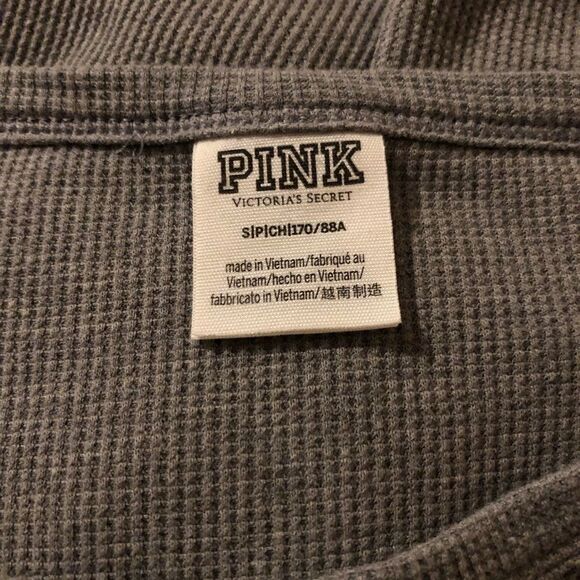 PINK
VICTORIA'S SECRET
S|P|CH|170/88A
made in Vietnam/fabriqué au
Vietnam/hecho en Vietnam/
fabbricato in Vietnam/越南制造